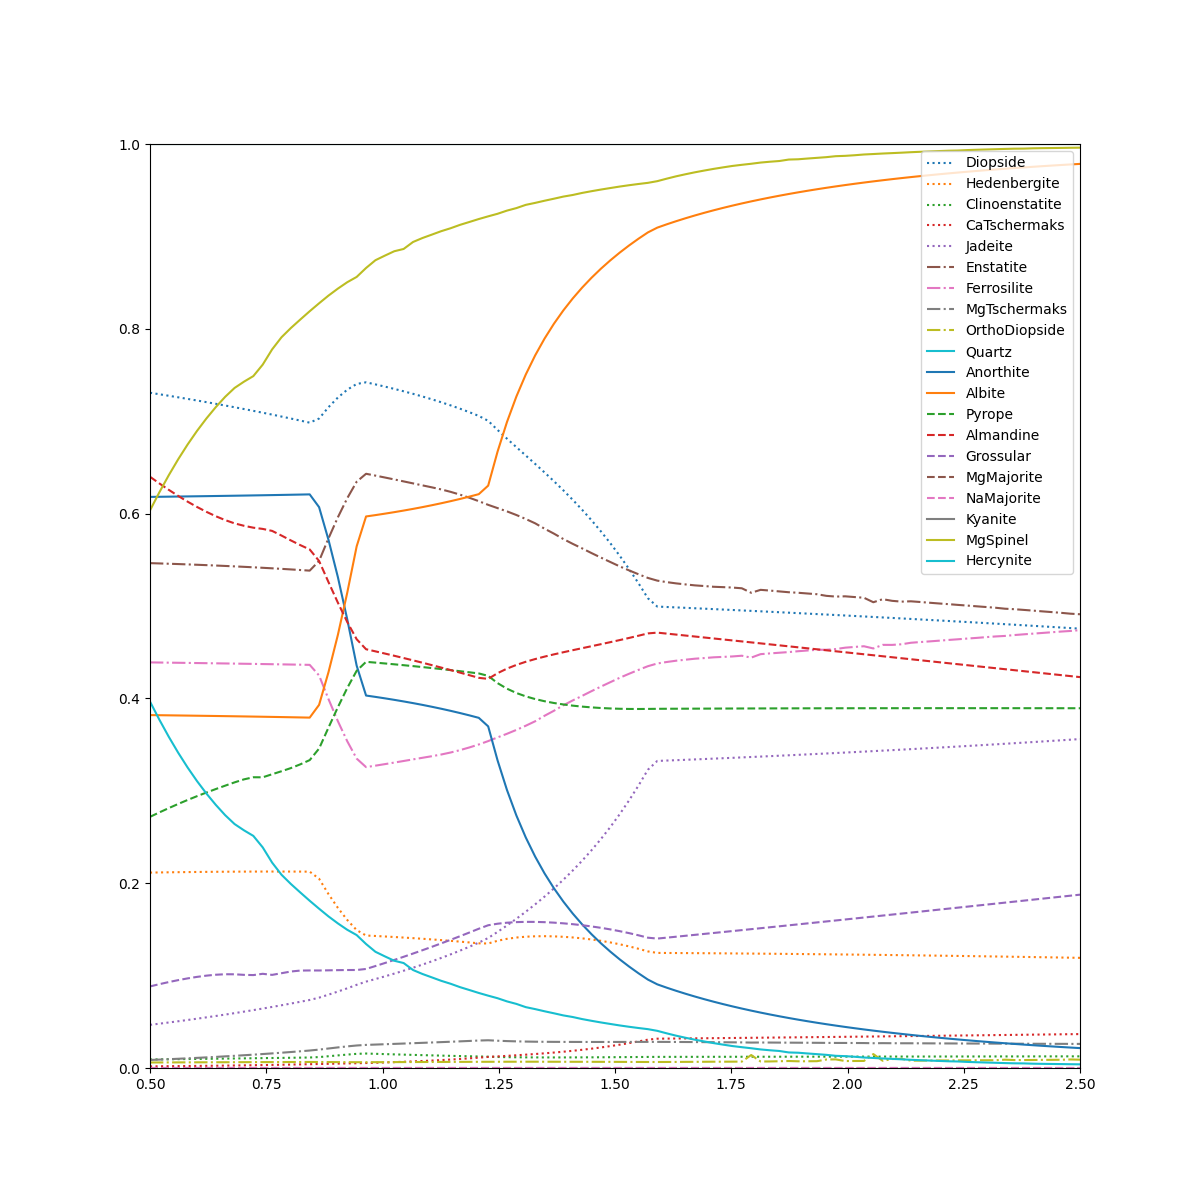 1.0
0.8
0.6
0.4
0.2
0.0
0.50 0.75 1.00 1.25 1.50 1.75 2.00 2.25 2.50
Diopside
Hedenbergite
Clinoenstatite
CaTschermaks
Jadeite
Enstatite
Ferrosilite
MgTschermaks
OrthoDiopside
Quartz
Anorthite
Albite
Pyrope
Almandine
Grossular
MgMajorite
NaMajorite
Kyanite
MgSpinel
Hercynite